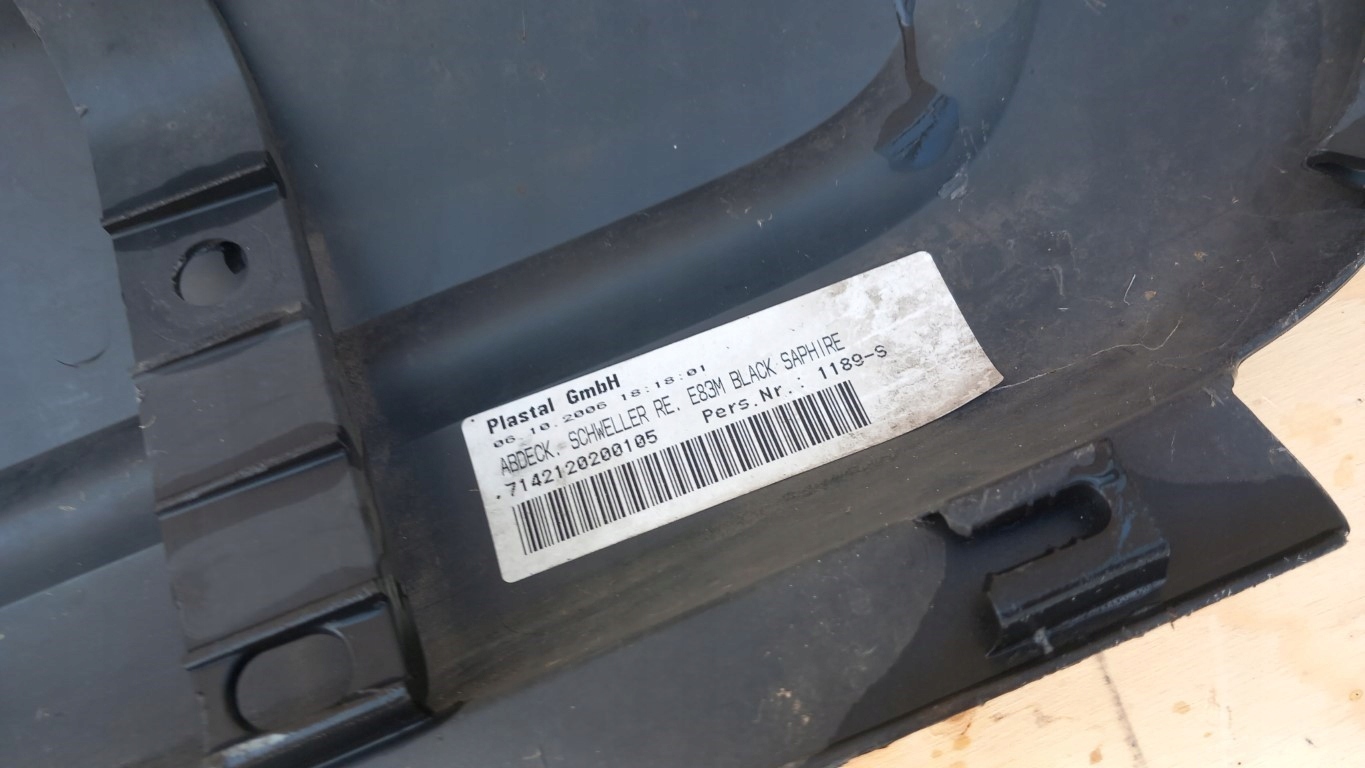 Plastal GmbH
06.10.2006 18:18:01
ABDECK. SCHWELLER RE. E83M BLACK SAPHIRE
.7142120200105 Pers.Nr.: 1189-S